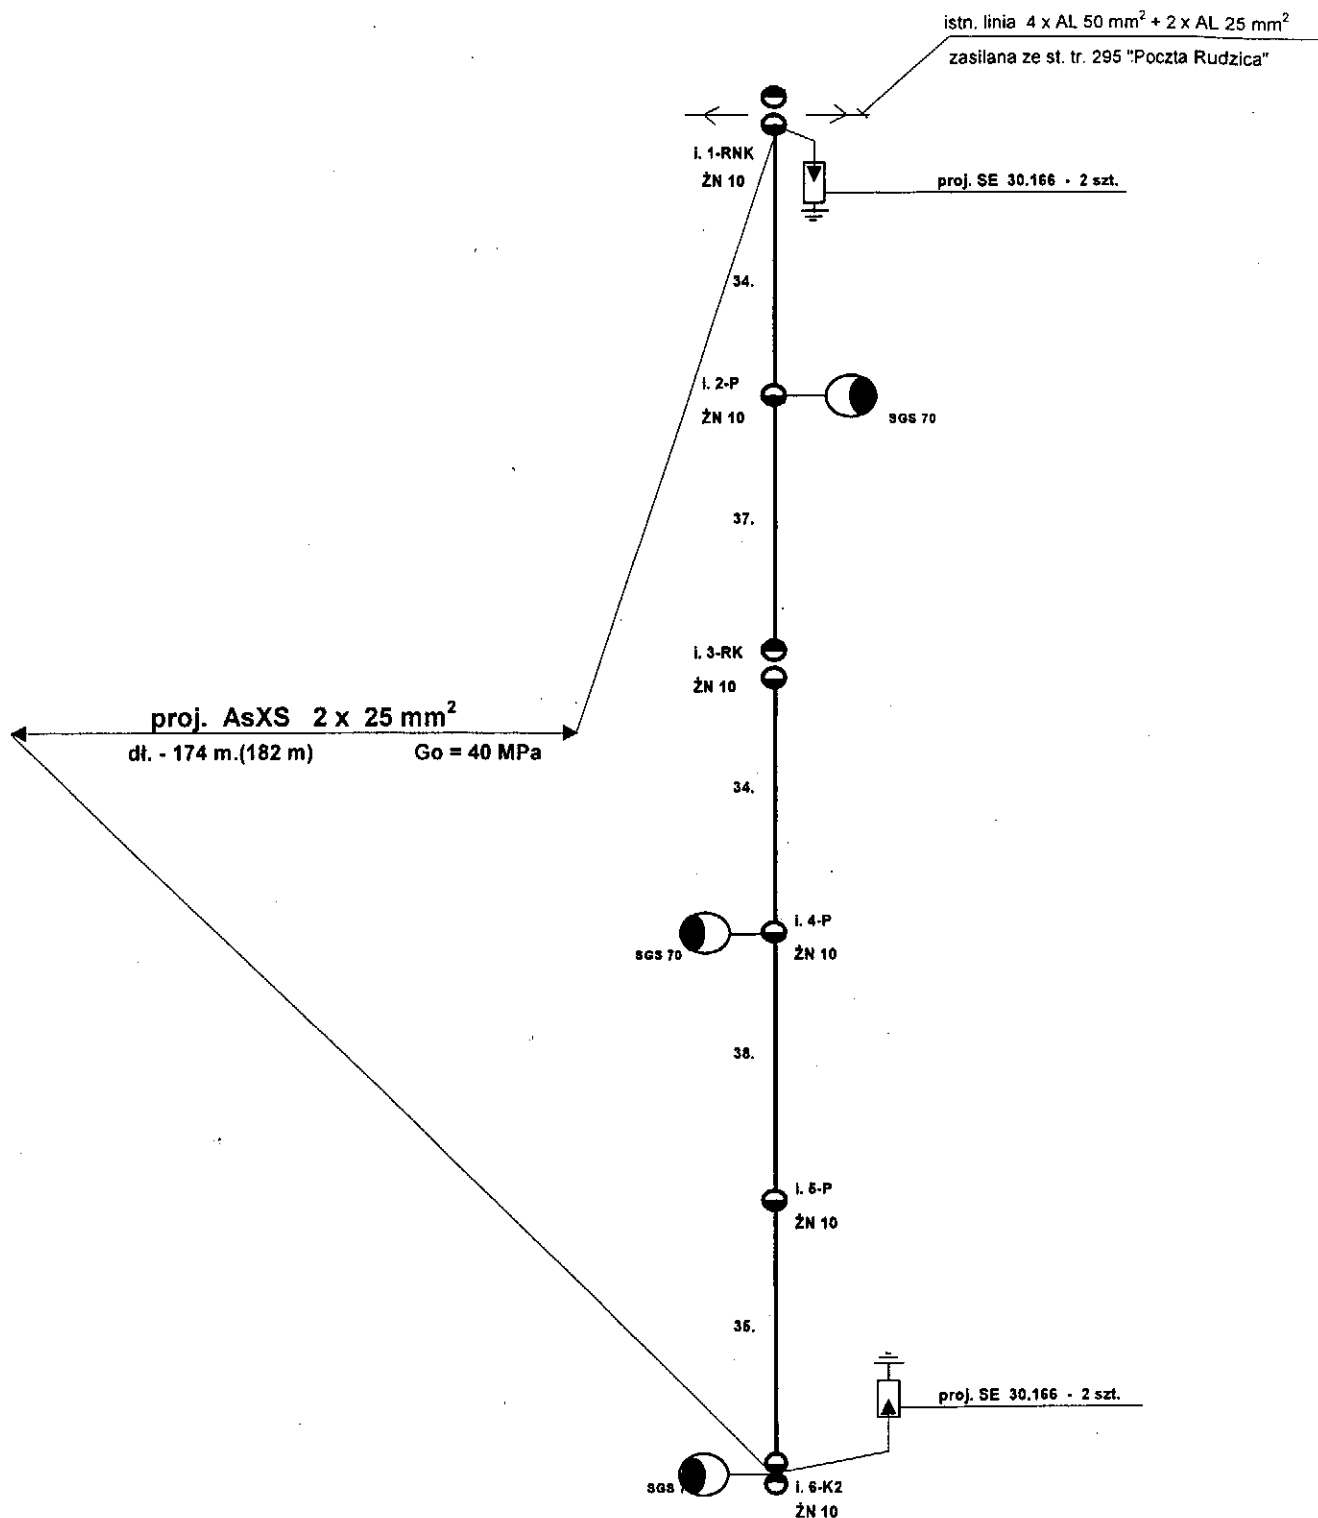 istn. linia 4 x AL 50 mm² + 2 x AL 25 mm²
zasilana ze st. tr. 295 "Poczta Rudzica"
i. 1-RNK
ŻN 10
proj. SE 30.166 - 2 szt.
34.
i. 2-P
ŻN 10
SGS 70
37.
i. 3-RK
ŻN 10
proj. AsXS 2 x 25 mm²
dł. - 174 m.(182 m) Go = 40 MPa
34.
i. 4-P
ŻN 10
SGS 70
38.
i. 5-P
ŻN 10
35.
proj. SE 30.166 - 2 szt.
SGS
i. 6-K2
ŻN 10